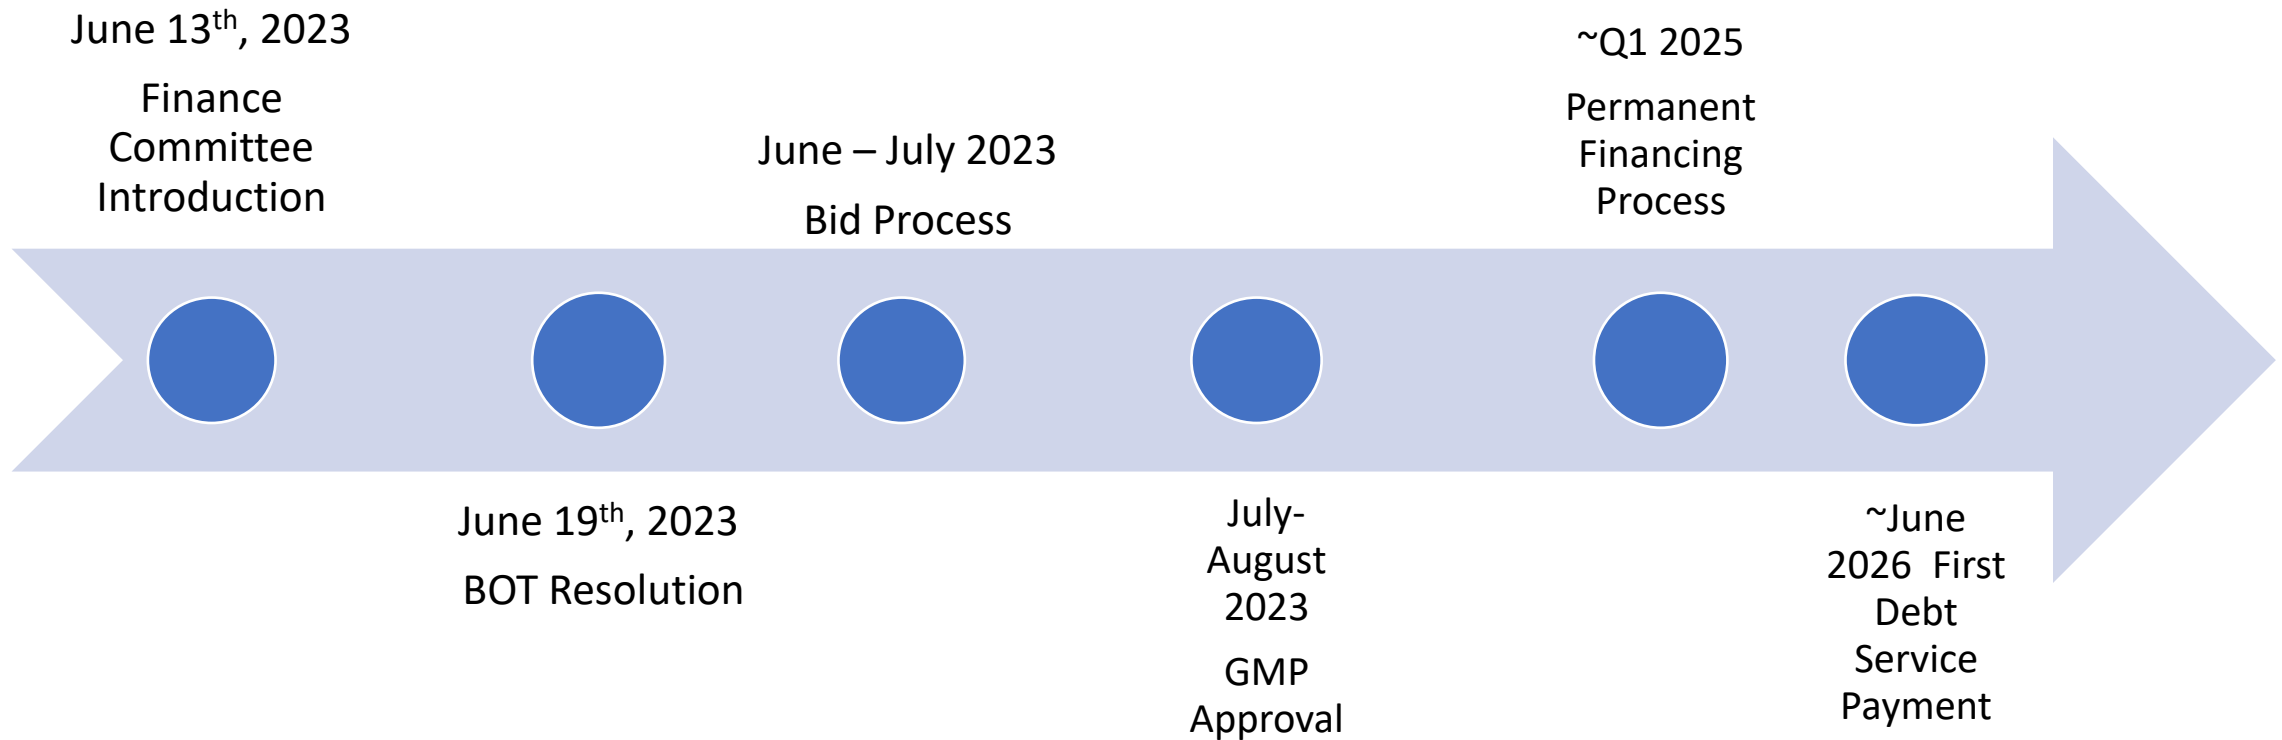 June 13th, 2023
Finance
Committee
Introduction
June 19th, 2023
BOT Resolution
June – July 2023
Bid Process
July-
August
2023
GMP
Approval
~Q1 2025
Permanent
Financing
Process
~June
2026  First
Debt
Service
Payment